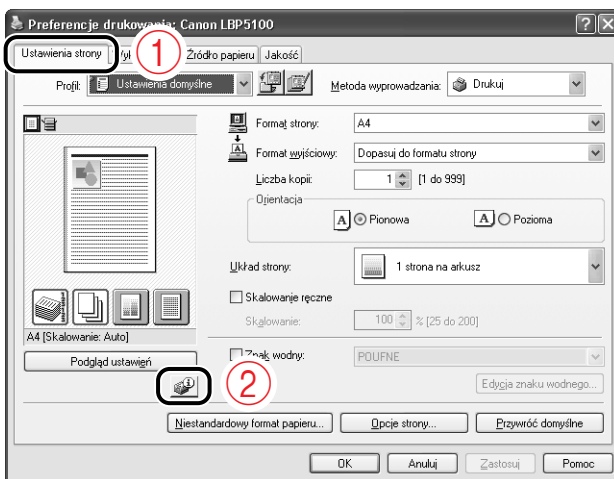 Preferencje drukowania: Canon LBP5100
Ustawienia strony 1 Źródło papieru Jakość
Profil: Ustawienia domyślne Metoda wyprowadzania: Drukuj
Format strony: A4
Format wyjściowy: Dopasuj do formatu strony
Liczba kopii: 1 [1 do 999]
Orientacja
A Pionowa A Pozioma
Układ strony: 1 strona na arkusz
Skalowanie ręczne
Skalowanie: 100 % [25 do 200]
A4 [Skalowanie: Auto]
Podgląd ustawień
Znak wodny: POUFNE
2
Edycja znaku wodnego...
Niestandardowy format papieru... Opcje strony... Przywróć domyślne
OK Anuluj Zastosuj Pomoc